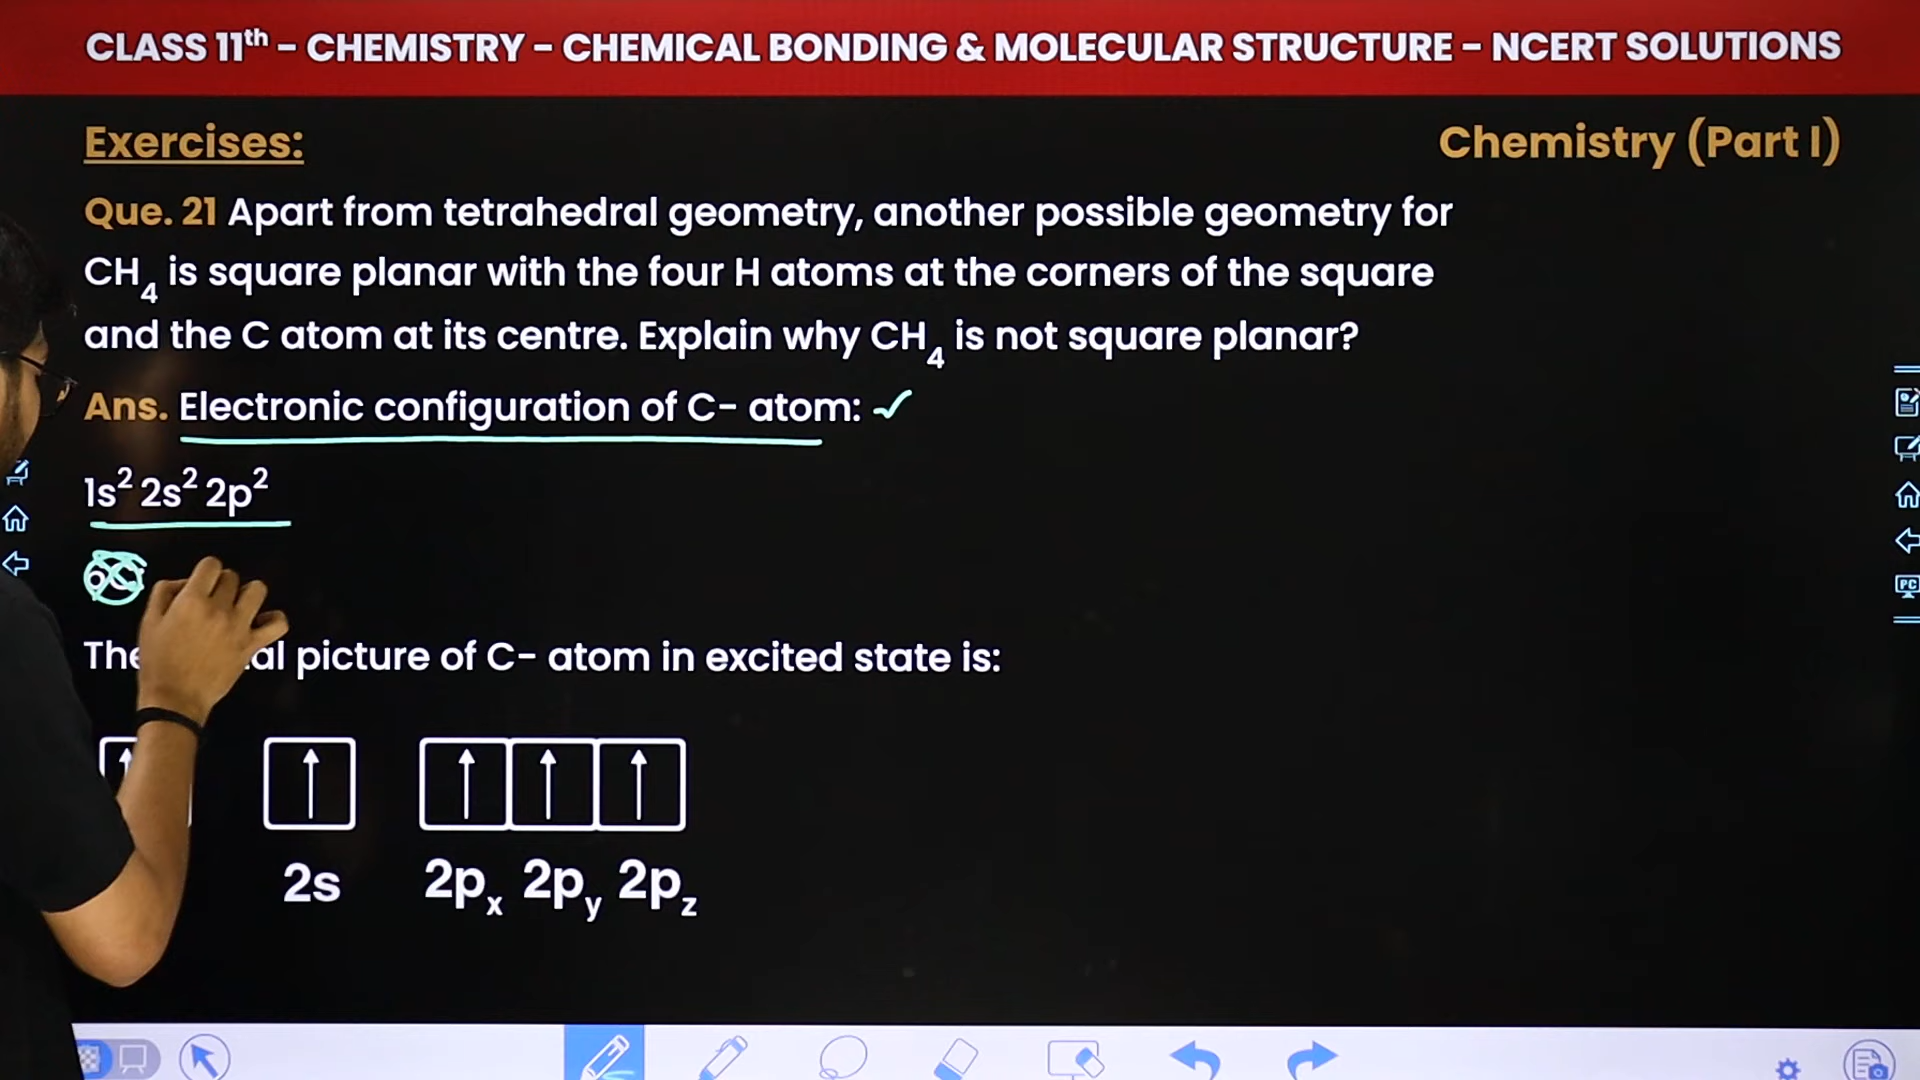 CLASS 11th – CHEMISTRY – CHEMICAL BONDING & MOLECULAR STRUCTURE – NCERT SOLUTIONS
Exercises:
Chemistry (Part I)
Que. 21 Apart from tetrahedral geometry, another possible geometry for
CH4 is square planar with the four H atoms at the corners of the square
and the C atom at its centre. Explain why CH4 is not square planar?
Ans. Electronic configuration of C- atom:
1s² 2s² 2p²
The picture of C- atom in excited state is:
2s 2px 2py 2pz
PC